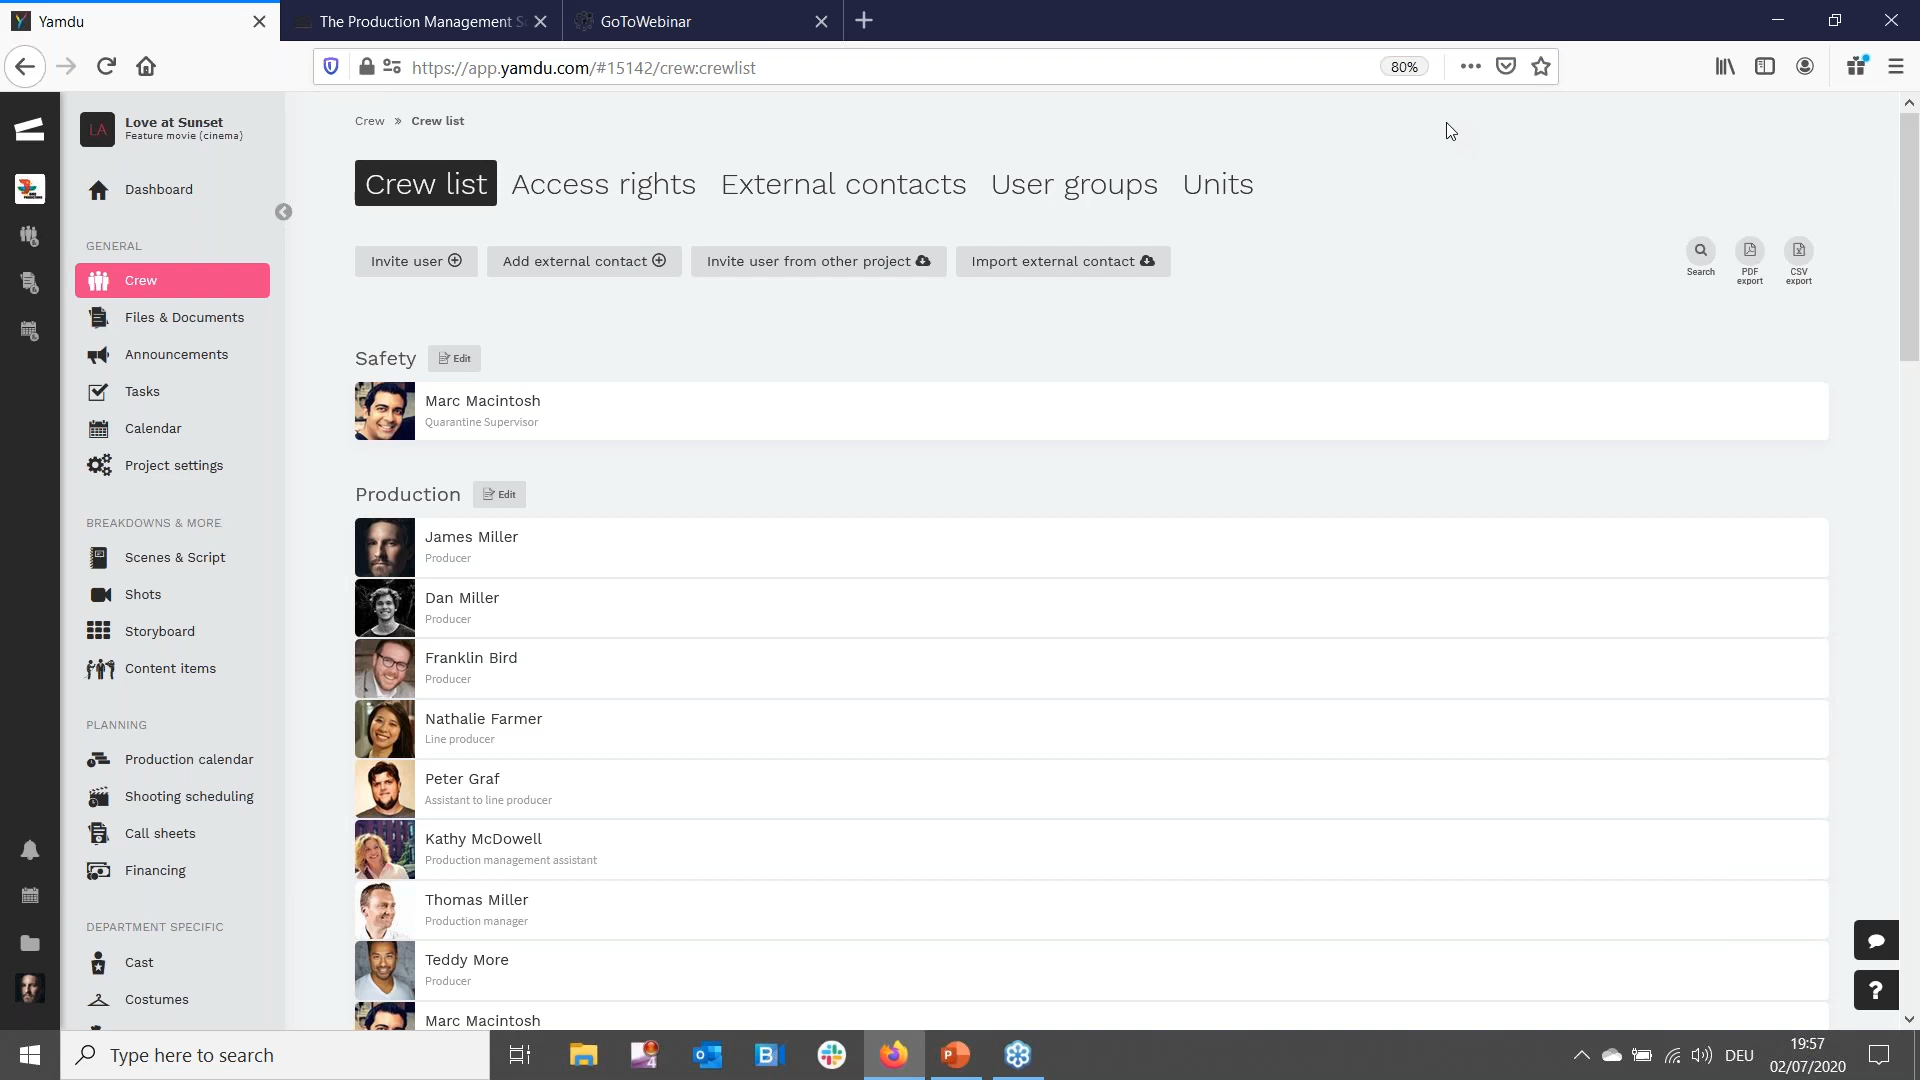 Yamdu
The Production Management S
GoToWebinar
https://app.yamdu.com/#15142/crew:crewlist
80%
LA
Love at Sunset
Feature movie (cinema)
Dashboard
GENERAL
Crew
Files & Documents
Announcements
Tasks
Calendar
Project settings
BREAKDOWNS & MORE
Scenes & Script
Shots
Storyboard
Content items
PLANNING
Production calendar
Shooting scheduling
Call sheets
Financing
DEPARTMENT SPECIFIC
Cast
Costumes
Crew » Crew list
Crew list Access rights External contacts User groups Units
Invite user Add external contact Invite user from other project Import external contact
Search
PDF export
CSV export
Safety Edit
Marc Macintosh
Quarantine Supervisor
Production Edit
James Miller
Producer
Dan Miller
Producer
Franklin Bird
Producer
Nathalie Farmer
Line producer
Peter Graf
Assistant to line producer
Kathy McDowell
Production management assistant
Thomas Miller
Production manager
Teddy More
Producer
Marc Macintosh
?
Type here to search
DEU
19:57
02/07/2020